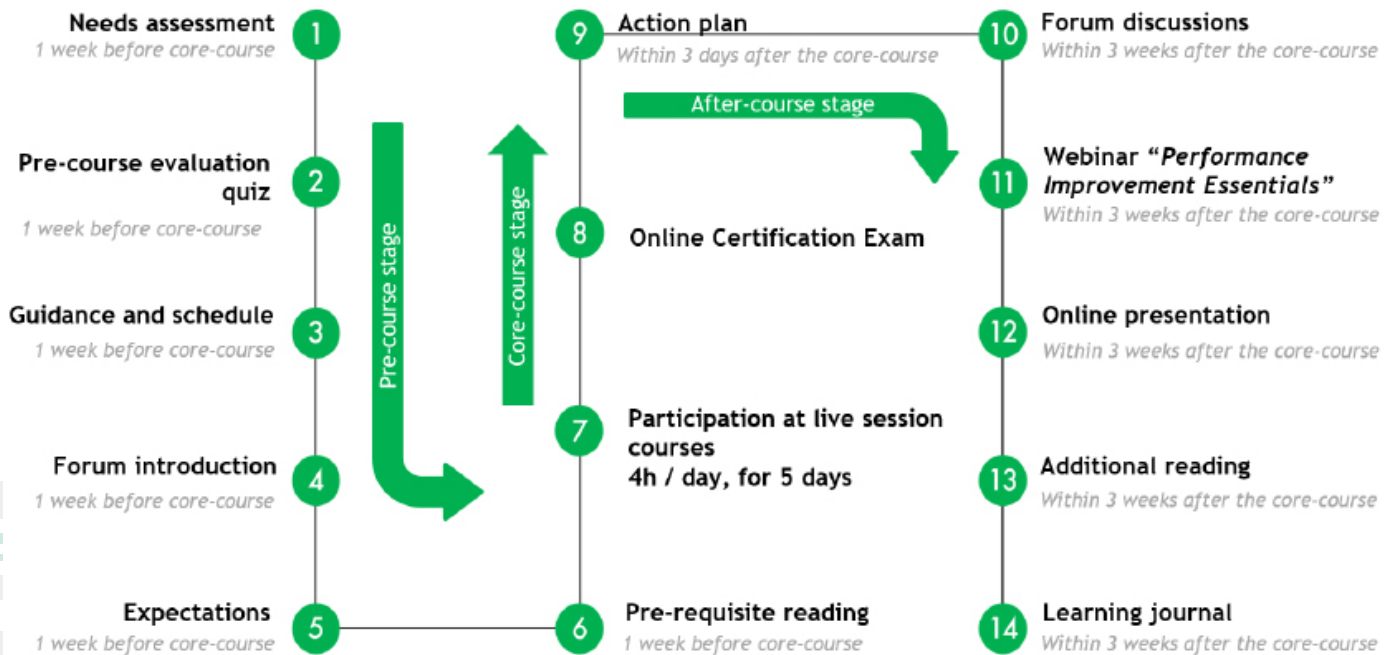 1
Needs assessment
1 week before core-course
2
Pre-course evaluation
quiz
1 week before core-course
3
Guidance and schedule
1 week before core-course
4
Forum introduction
1 week before core-course
5
Expectations
1 week before core-course
Pre-course stage
6
Pre-requisite reading
1 week before core-course
7
Participation at live session
courses
4h / day, for 5 days
Core-course stage
8
Online Certification Exam
9
Action plan
Within 3 days after the core-course
After-course stage
10
Forum discussions
Within 3 weeks after the core-course
11
Webinar “Performance
Improvement Essentials”
Within 3 weeks after the core-course
12
Online presentation
Within 3 weeks after the core-course
13
Additional reading
Within 3 weeks after the core-course
14
Learning journal
Within 3 weeks after the core-course